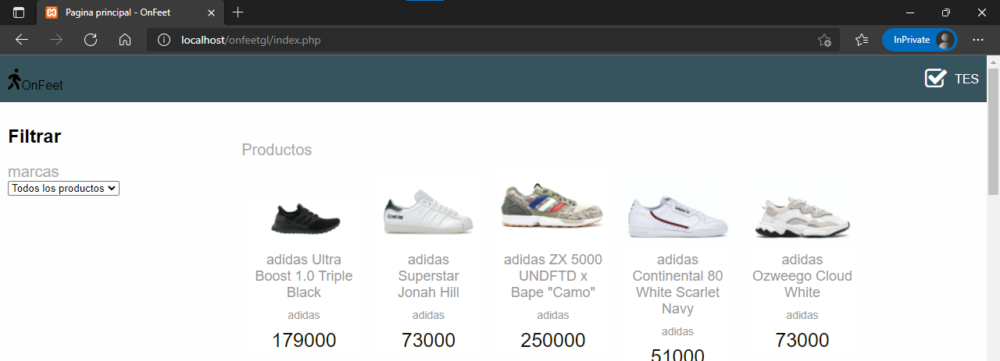 Pagina principal - OnFeet
localhost/onfeetgl/index.php
InPrivate
OnFeet
TES
Filtrar
marcas
Todos los productos
Productos
adidas Ultra
Boost 1.0 Triple
Black
adidas
179000
adidas
Superstar
Jonah Hill
adidas
73000
adidas ZX 5000
UNDFTD x
Bape "Camo"
adidas
250000
adidas
Continental 80
White Scarlet
Navy
adidas
51000
adidas
Ozweego Cloud
White
adidas
73000